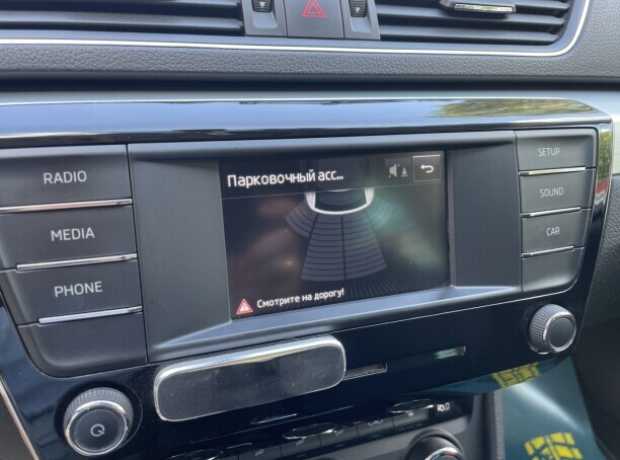 RADIO
MEDIA
PHONE
Парковочный асс...
Смотрите на дорогу!
SETUP
SOUND
CAR